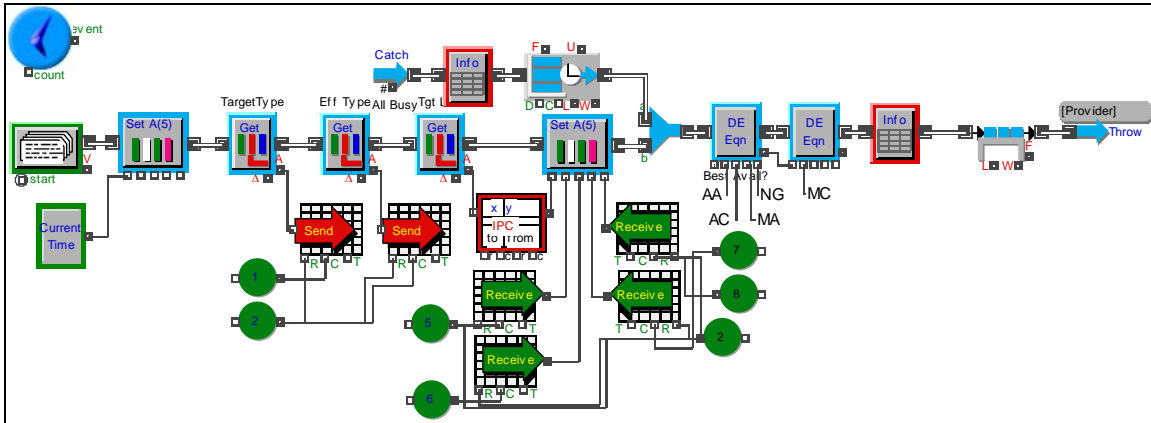 event
count
V
start
Set A(5)
Current
Time
TargetType
Get
A
Δ
Eff Type
Get
A
Δ
All Busy
Tgt L
Get
A
Δ
Catch
#
Info
F
U
D
C
L
W
Set A(5)
a
b
DE
Eqn
Best Avail?
AA
AC
MA
NG
DE
Eqn
MC
Info
L
W
F
[Provider]
Throw
Send
R
C
T
Send
R
C
T
x y
IPC
to from
r c r c
Receive
T
C
R
Receive
T
C
R
Receive
R
C
T
Receive
R
C
T
1
2
5
6
7
8
2